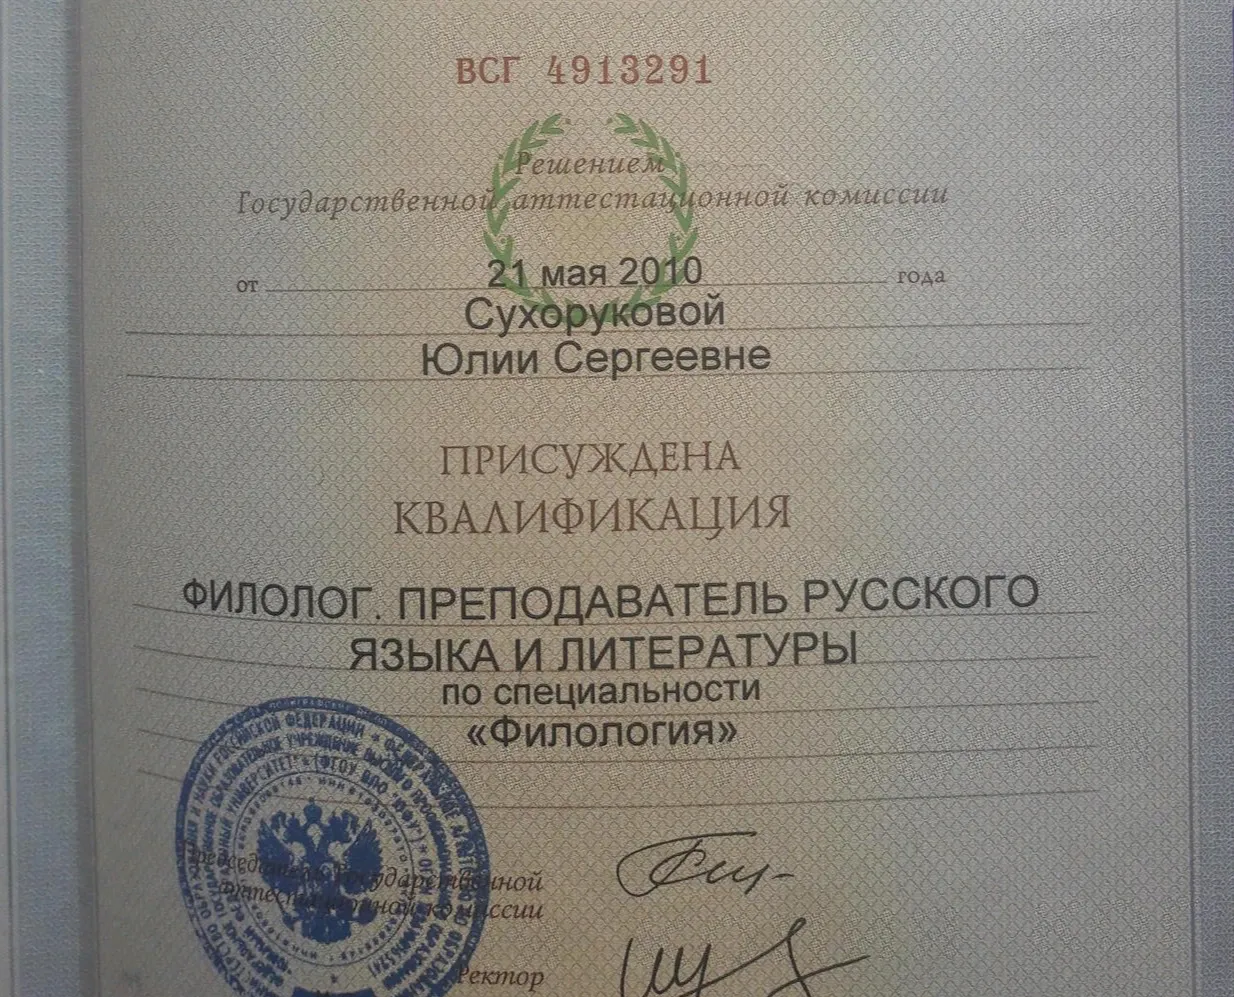 ВСГ 4913291
Решением
Государственной аттестационной комиссии
от 21 мая 2010 года
Сухоруковой
Юлии Сергеевне
ПРИСУЖДЕНА
КВАЛИФИКАЦИЯ
ФИЛОЛОГ. ПРЕПОДАВАТЕЛЬ РУССКОГО
ЯЗЫКА И ЛИТЕРАТУРЫ
по специальности
«Филология»
Председатель Государственной
аттестационной комиссии
Ректор